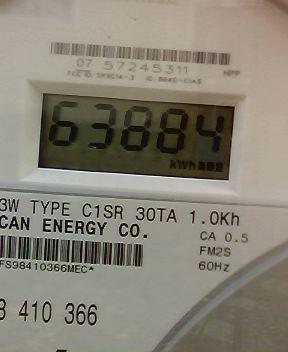 07 57245311 NPP
63884
kWh
3W TYPE C1SR 30TA 1.0Kh
CAN ENERGY CO.
CA 0.5
FM2S
60Hz
FS98410366MEC*
410 366